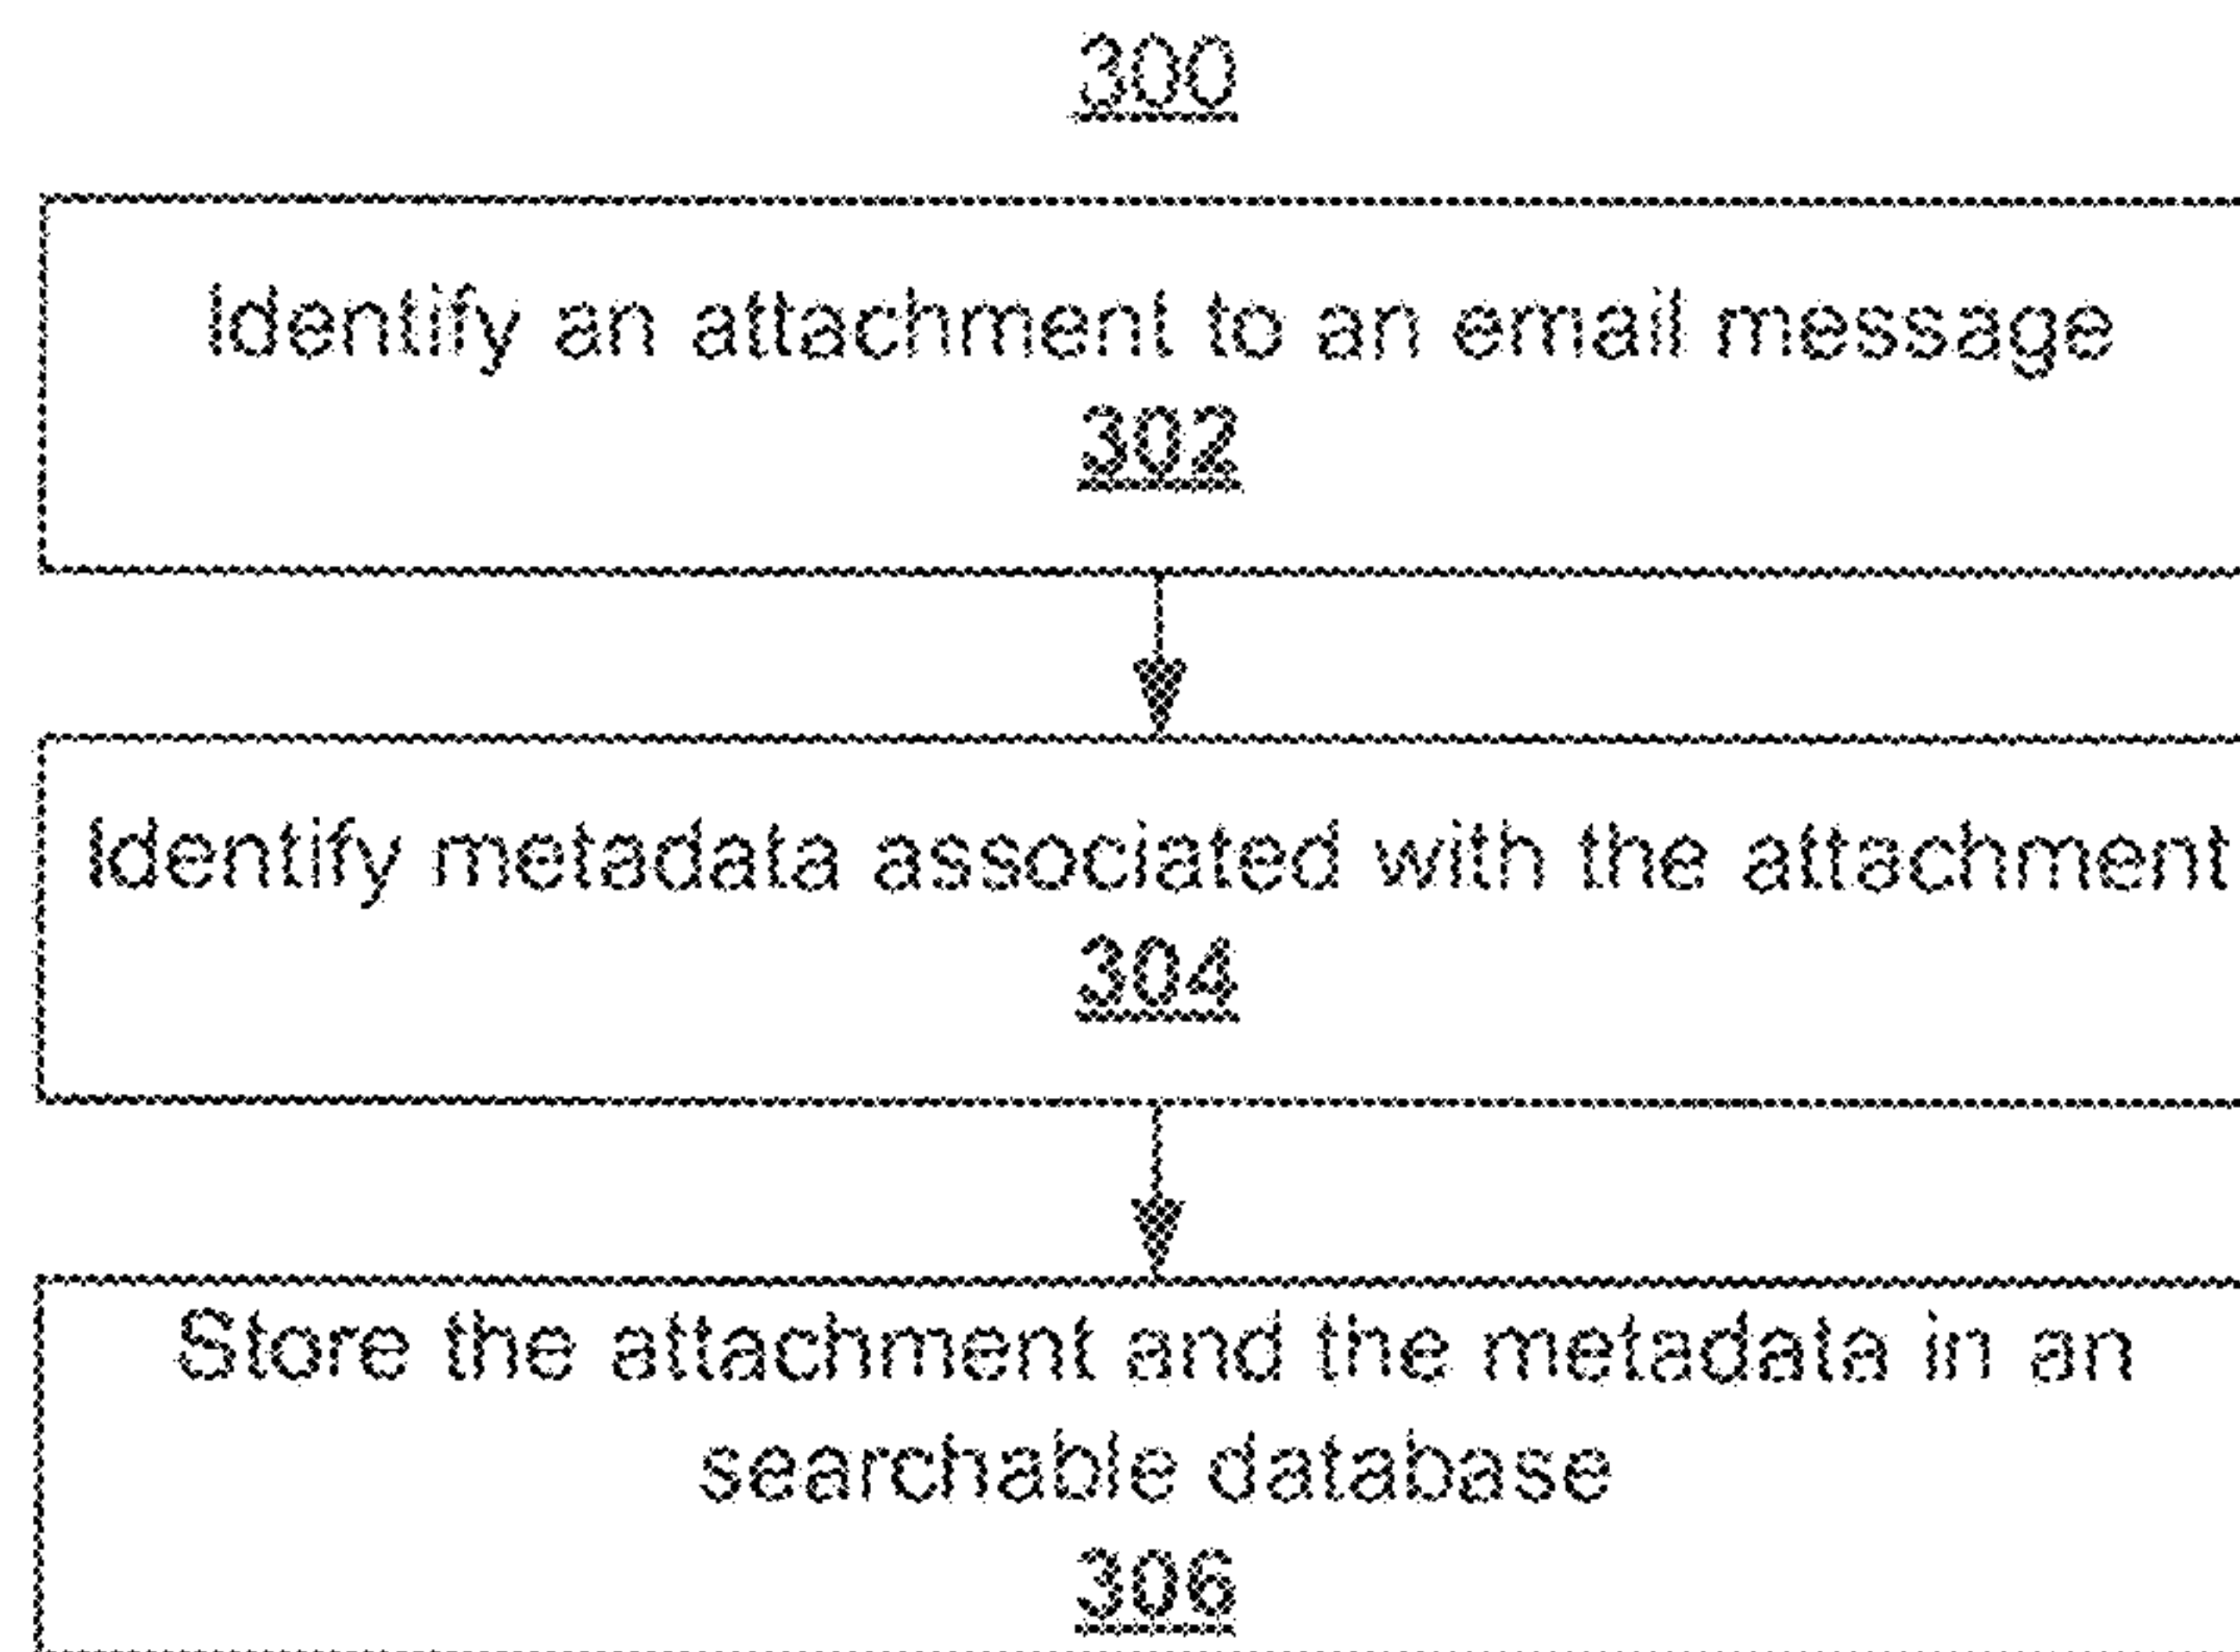 300
Identify an attachment to an email message
302
Identify metadata associated with the attachment
304
Store the attachment and the metadata in an
searchable database
306